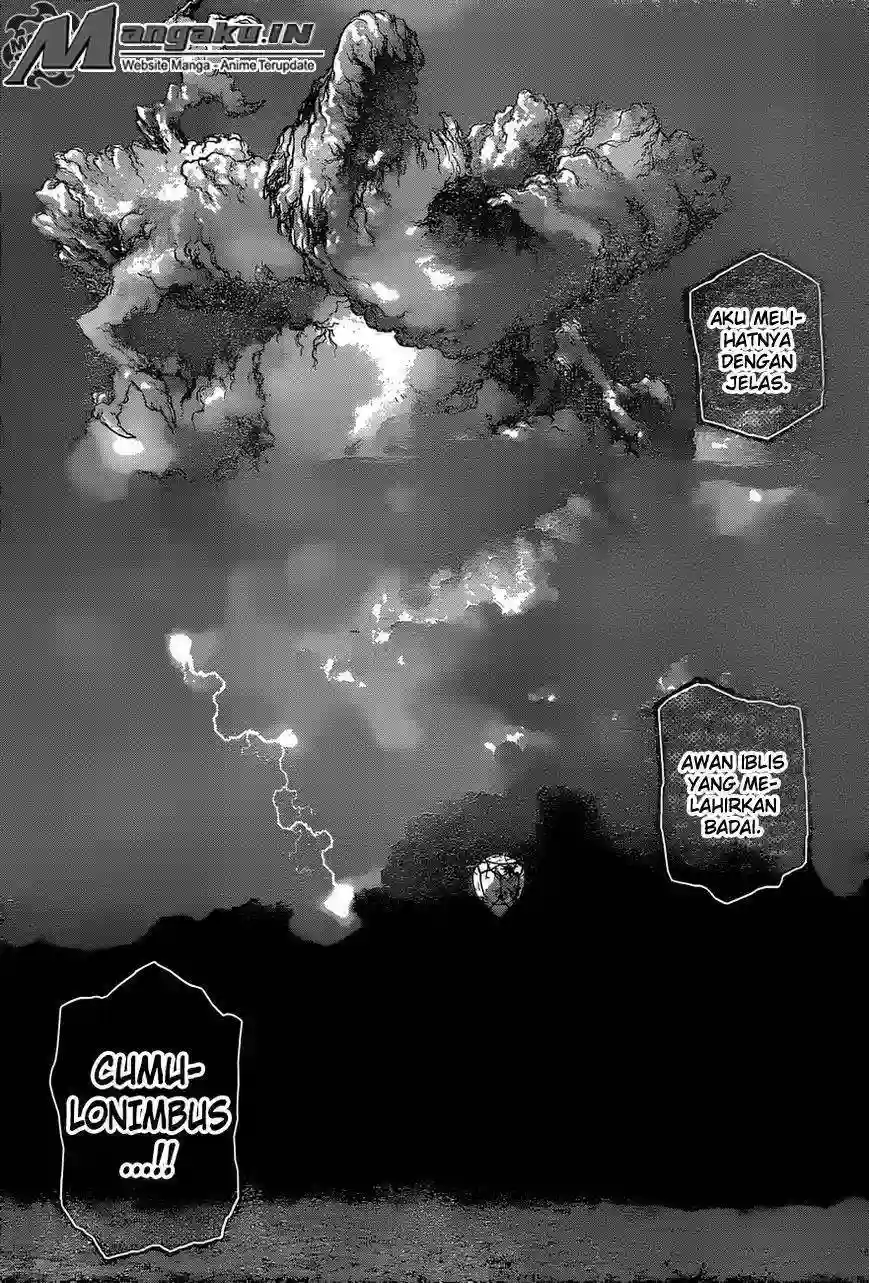 Mangaku.in
Website Manga - Anime Terupdate
AKU MELI-
HATNYA
DENGAN
JELAS.
AWAN IBLIS
YANG ME-
LAHIRKAN
BADAI.
CUMU-
LONIMBUS
...!!